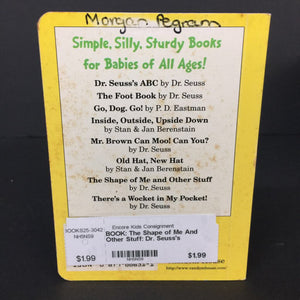 Morgan Pegram
Simple, Silly, Sturdy Books
for Babies of All Ages!
Dr. Seuss's ABC by Dr. Seuss
The Foot Book by Dr. Seuss
Go, Dog. Go! by P. D. Eastman
Inside, Outside, Upside Down
by Stan & Jan Berenstain
Mr. Brown Can Moo! Can You?
by Dr. Seuss
Old Hat, New Hat
by Stan & Jan Berenstain
The Shape of Me and Other Stuff
by Dr. Seuss
There's a Wocket in My Pocket!
by Dr. Seuss
BOOKS25-3042
NHSNS9
$1.99
Encore Kids Consignment
BOOK: The Shape of Me And
Other Stuff: Dr. Seuss's
NHSNS9
$1.99